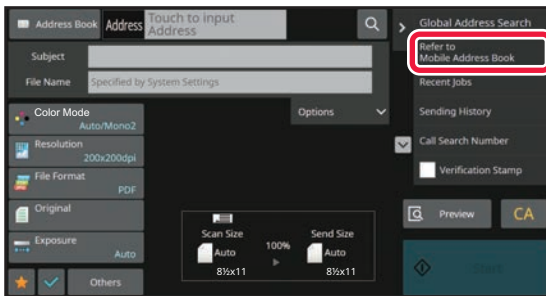 Address Book
Address
Touch to input
Address
Subject
File Name
Specified by System Settings
Color Mode
Auto/Mono2
Resolution
200x200dpi
File Format
PDF
Original
Exposure
Auto
Others
Options
Scan Size
Auto
8½x11
100%
Send Size
Auto
8½x11
Global Address Search
Refer to
Mobile Address Book
Recent Jobs
Sending History
Call Search Number
Verification Stamp
Preview
CA
Start